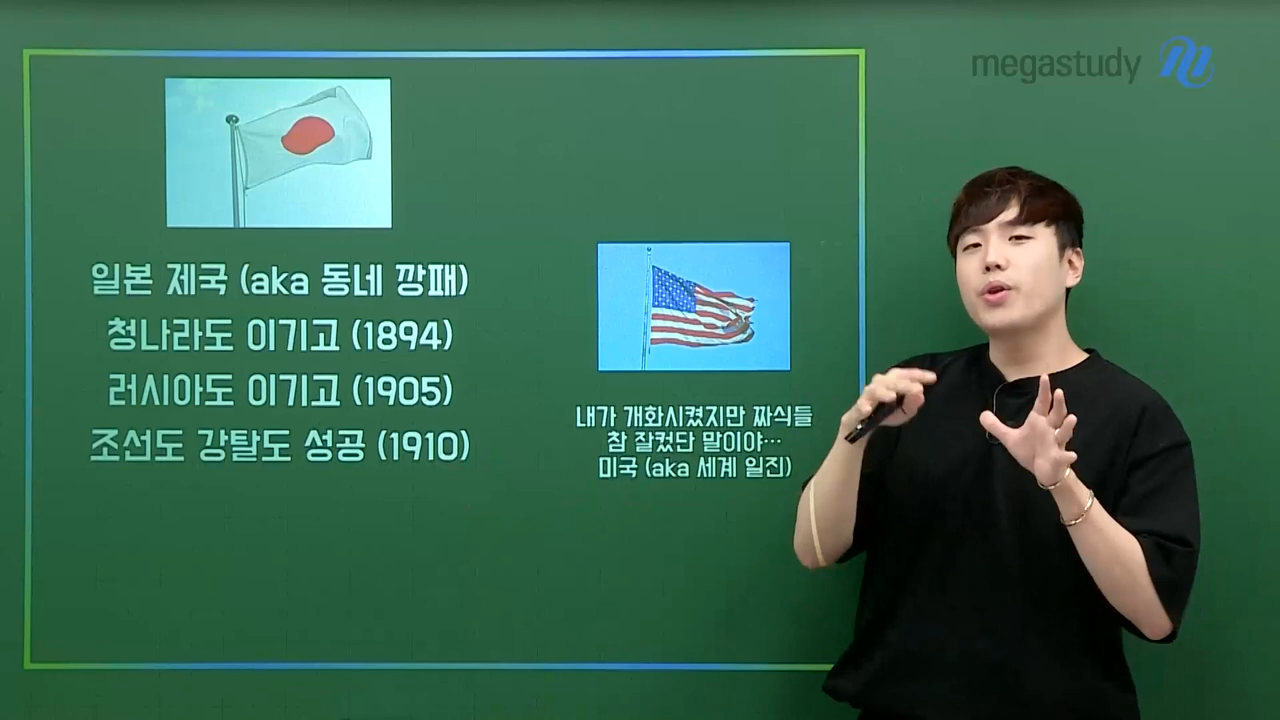 megastudy
일본 제국 (aka 동네 깡패)
청나라도 이기고 (1894)
러시아도 이기고 (1905)
조선도 강탈도 성공 (1910)
내가 개화시켰지만 짜식들
참 잘컸단 말이야…
미국 (aka 세계 일진)